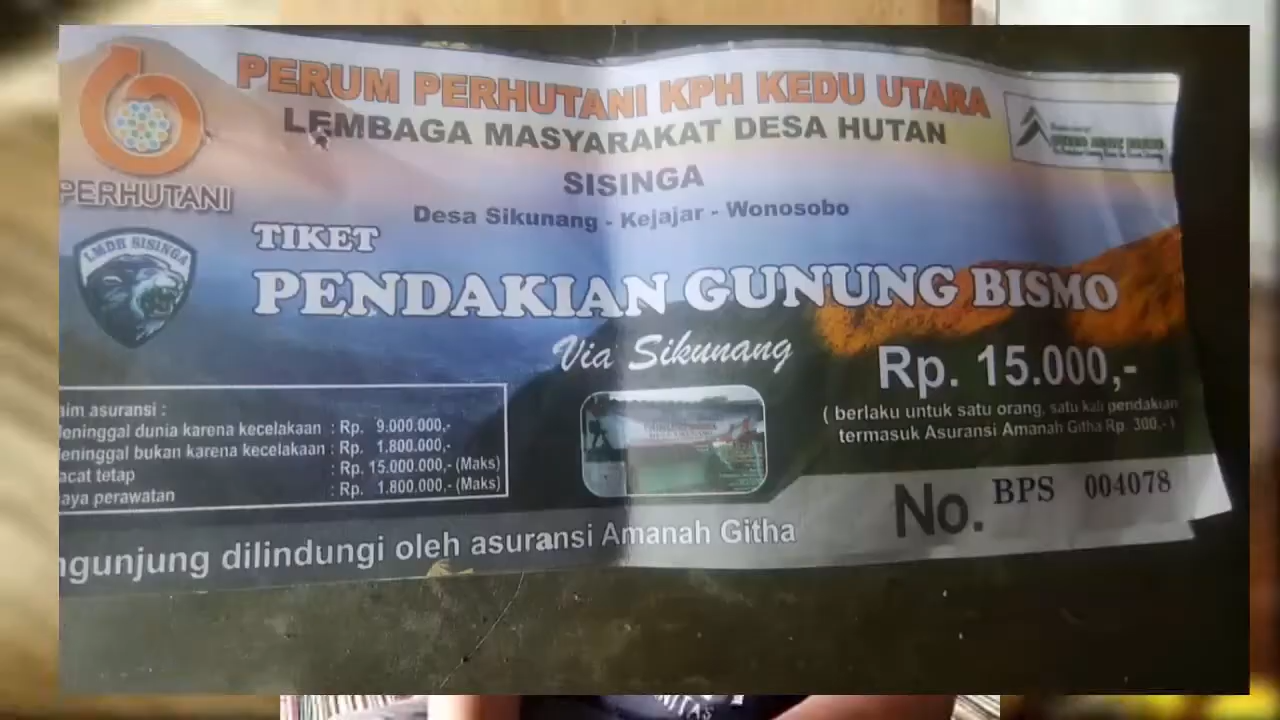 PERUM PERHUTANI KPH KEDU UTARA
LEMBAGA MASYARAKAT DESA HUTAN
SISINGA
Desa Sikunang - Kejajar - Wonosobo
PERHUTANI
LMDH SISINGA
TIKET
PENDAKIAN GUNUNG BISMO
Via Sikunang
Rp. 15.000,-
( berlaku untuk satu orang, satu kali pendakian
termasuk Asuransi Amanah Githa Rp. 300,- )
aim asuransi :
eninggal dunia karena kecelakaan : Rp. 9.000.000,-
eninggal bukan karena kecelakaan : Rp. 1.800.000,-
acat tetap : Rp. 15.000.000,- (Maks)
aya perawatan : Rp. 1.800.000,- (Maks)
No. BPS 004078
ngunjung dilindungi oleh asuransi Amanah Githa